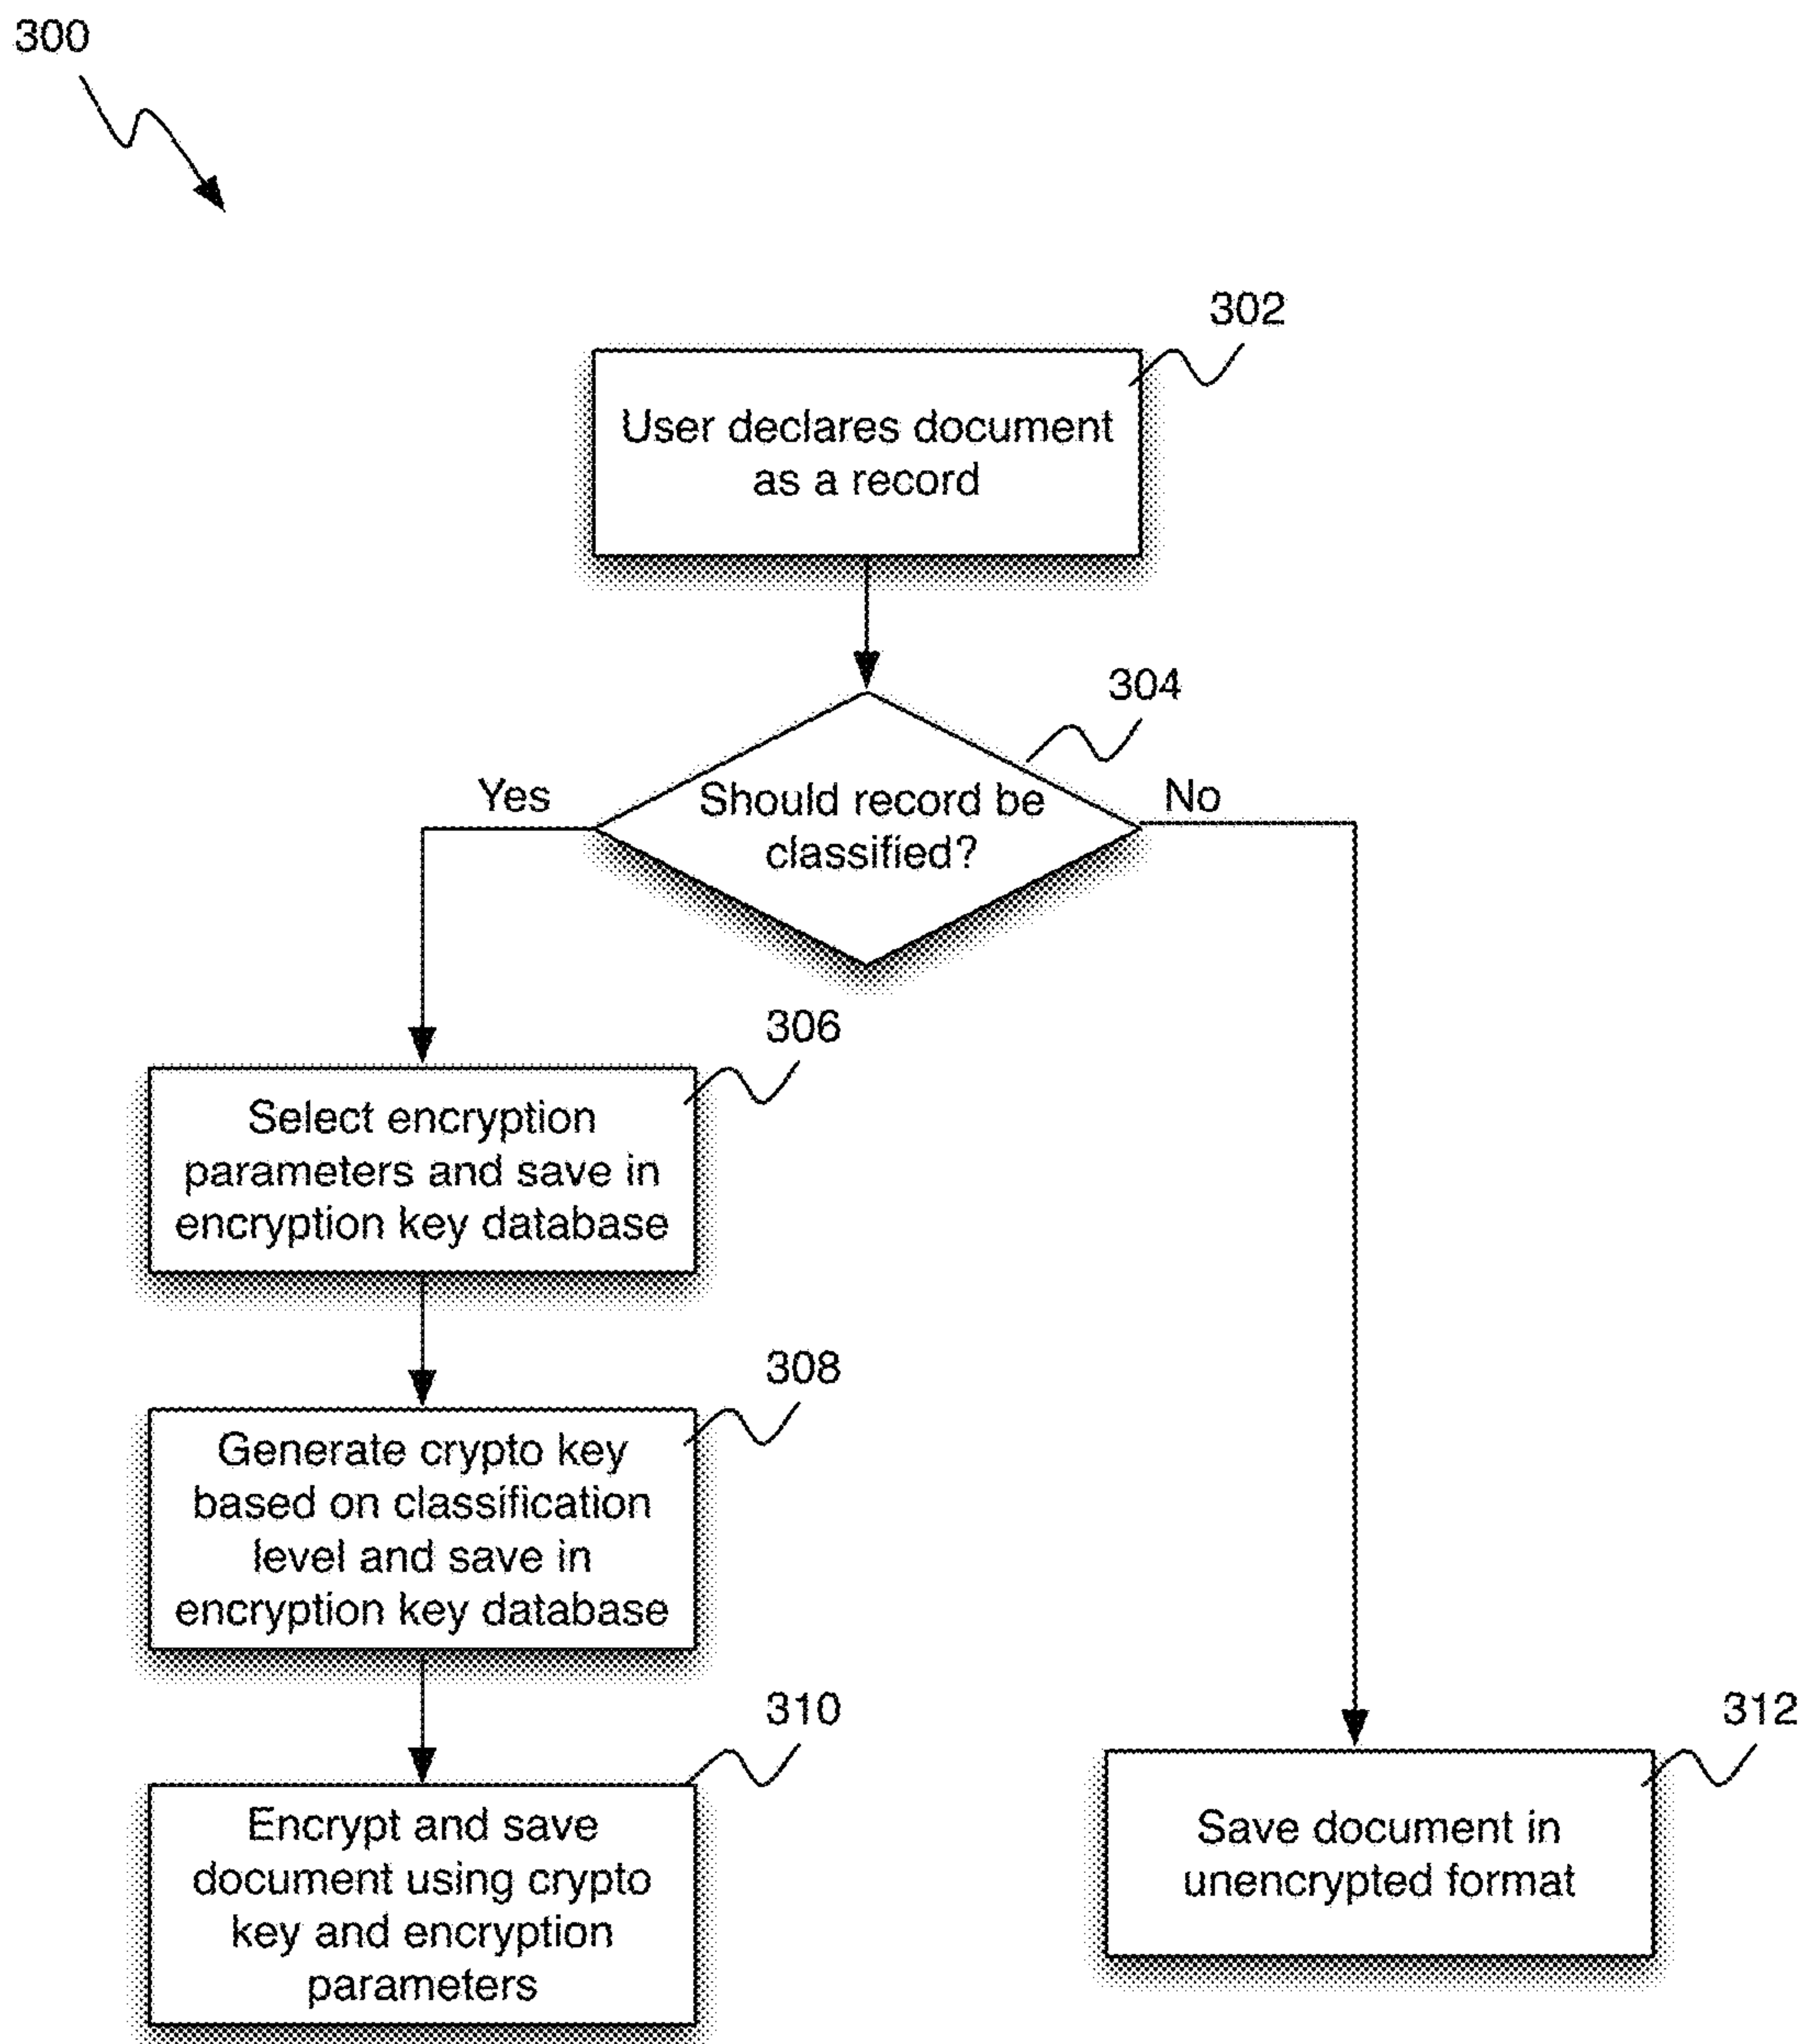 300
302
User declares document
as a record
304
Yes
Should record be
classified?
No
306
Select encryption
parameters and save in
encryption key database
308
Generate crypto key
based on classification
level and save in
encryption key database
310
Encrypt and save
document using crypto
key and encryption
parameters
312
Save document in
unencrypted format